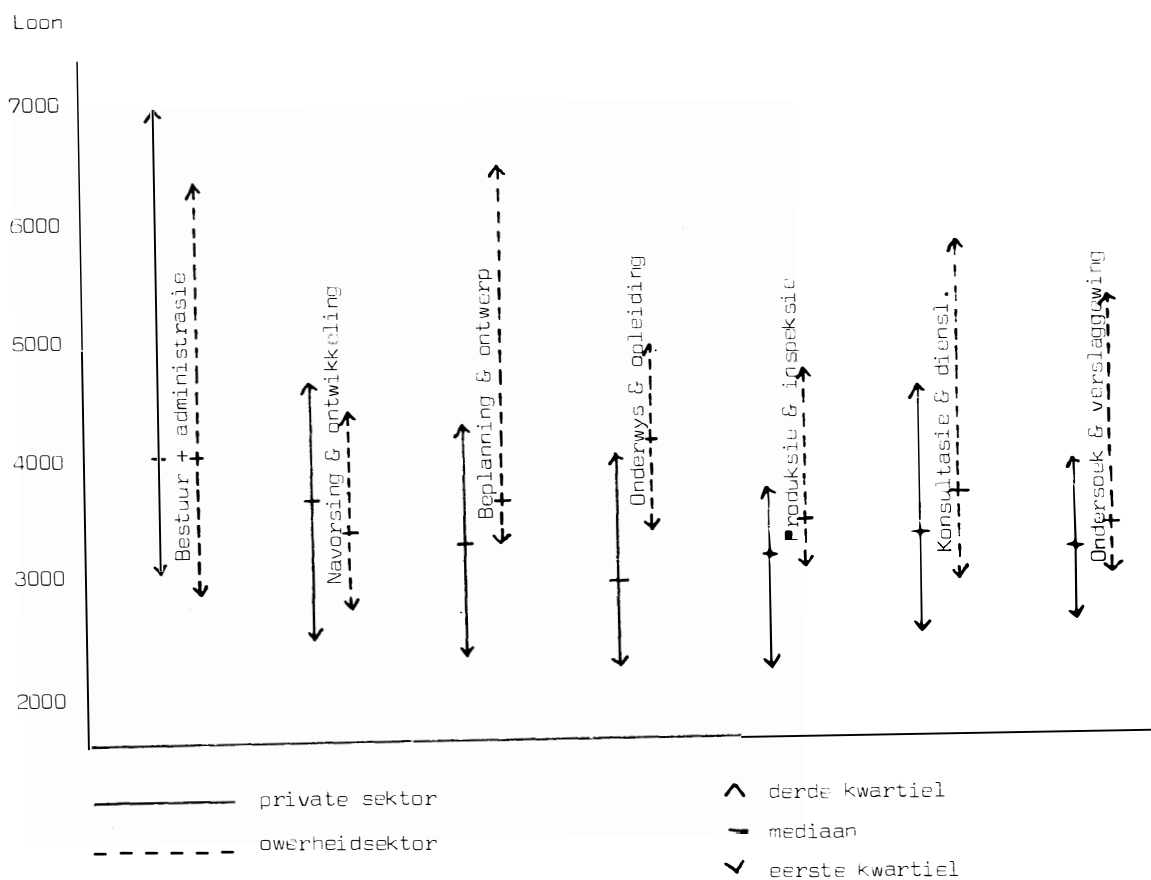 Loon
7000
6000
5000
4000
3000
2000
Bestuur + administrasie
Navorsing & ontwikkeling
Beplanning & ontwerp
Onderwys & opleiding
Produksie & inspeksie
Konsultasie & diensl.
Ondersoek & verslaggewing
private sektor
owerheidsektor
derde kwartiel
mediaan
eerste kwartiel